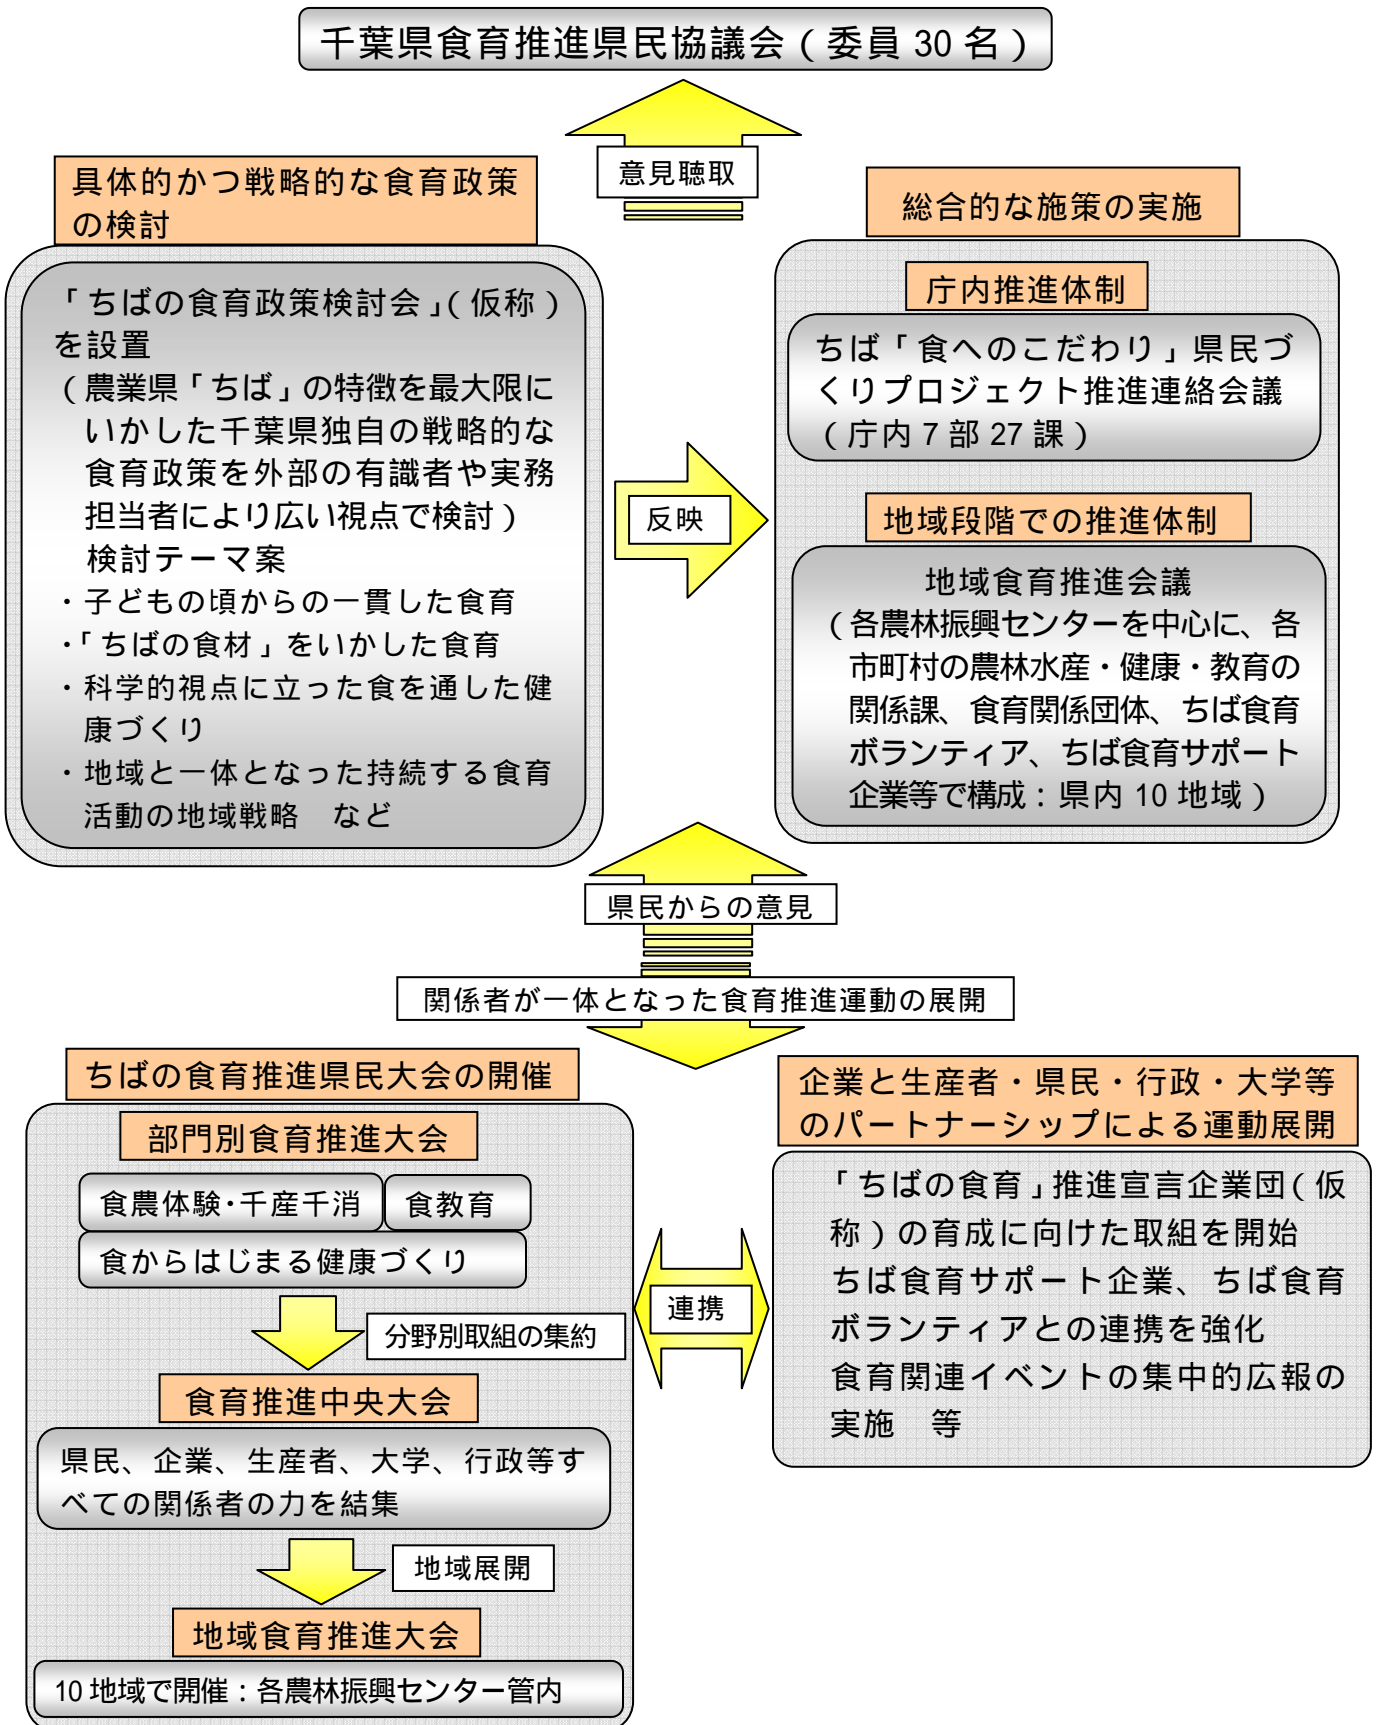 千葉県食育推進県民協議会（委員 30 名）
意見聴取
具体的かつ戦略的な食育政策
の検討
「ちばの食育政策検討会」（仮称）
を設置
（農業県「ちば」の特徴を最大限に
いかした千葉県独自の戦略的な
食育政策を外部の有識者や実務
担当者により広い視点で検討）
検討テーマ案
・子どもの頃からの一貫した食育
・「ちばの食材」をいかした食育
・科学的視点に立った食を通した健
康づくり
・地域と一体となった持続する食育
活動の地域戦略　など
反映
総合的な施策の実施
庁内推進体制
ちば「食へのこだわり」県民づ
くりプロジェクト推進連絡会議
（庁内 7 部 27 課）
地域段階での推進体制
地域食育推進会議
（各農林振興センターを中心に、各
市町村の農林水産・健康・教育の
関係課、食育関係団体、ちば食育
ボランティア、ちば食育サポート
企業等で構成：県内 10 地域）
県民からの意見
関係者が一体となった食育推進運動の展開
ちばの食育推進県民大会の開催
部門別食育推進大会
食農体験・千産千消
食教育
食からはじまる健康づくり
分野別取組の集約
食育推進中央大会
県民、企業、生産者、大学、行政等す
べての関係者の力を結集
地域展開
地域食育推進大会
10 地域で開催：各農林振興センター管内
連携
企業と生産者・県民・行政・大学等
のパートナーシップによる運動展開
「ちばの食育」推進宣言企業団（仮
称）の育成に向けた取組を開始
ちば食育サポート企業、ちば食育
ボランティアとの連携を強化
食育関連イベントの集中的広報の
実施　等